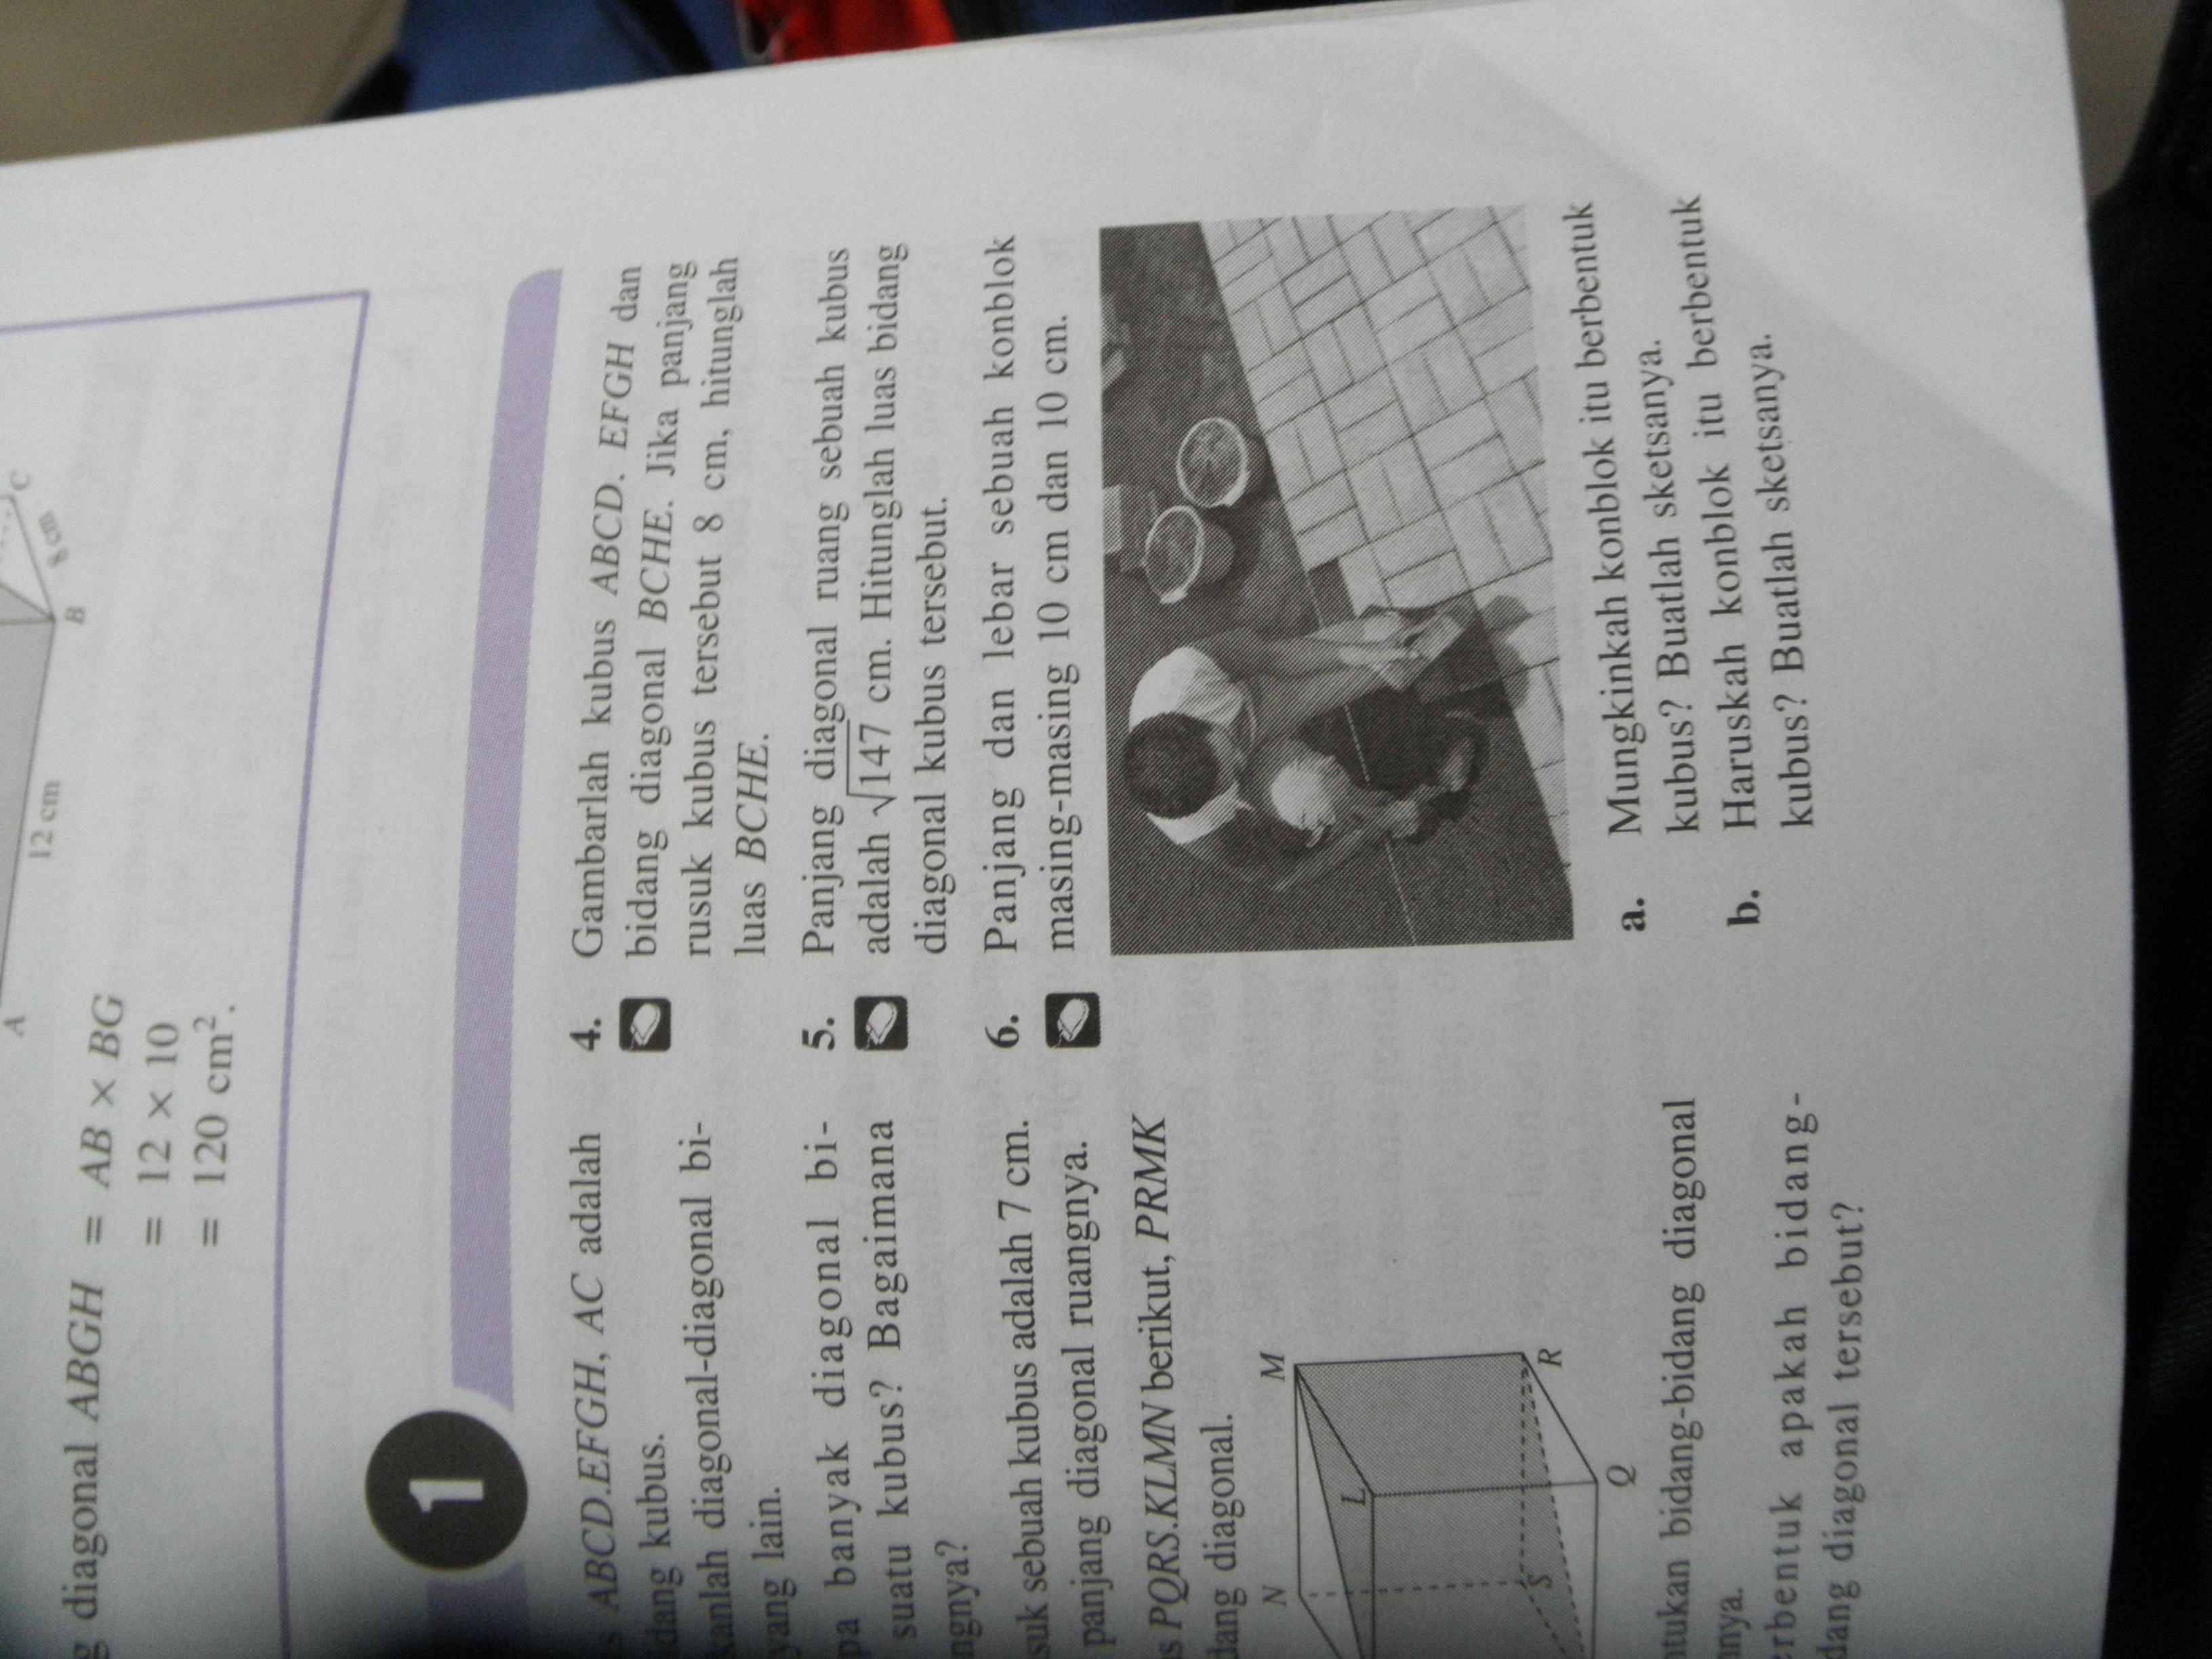 A
12 cm
B
8 cm
C
g diagonal ABGH = AB × BG
= 12 × 10
= 120 cm².
1
s ABCD.EFGH, AC adalah
dang kubus.
kanlah diagonal-diagonal bi-
yang lain.
pa banyak diagonal bi-
suatu kubus? Bagaimana
ngnya?
suk sebuah kubus adalah 7 cm.
panjang diagonal ruangnya.
s PQRS.KLMN berikut, PRMK
dang diagonal.
N
M
L
S
R
Q
ntukan bidang-bidang diagonal
nnya.
erbentuk apakah bidang-
dang diagonal tersebut?
4. Gambarlah kubus ABCD. EFGH dan
bidang diagonal BCHE. Jika panjang
rusuk kubus tersebut 8 cm, hitunglah
luas BCHE.
5. Panjang diagonal ruang sebuah kubus
adalah √147 cm. Hitunglah luas bidang
diagonal kubus tersebut.
6. Panjang dan lebar sebuah konblok
masing-masing 10 cm dan 10 cm.
a. Mungkinkah konblok itu berbentuk
kubus? Buatlah sketsanya.
b. Haruskah konblok itu berbentuk
kubus? Buatlah sketsanya.